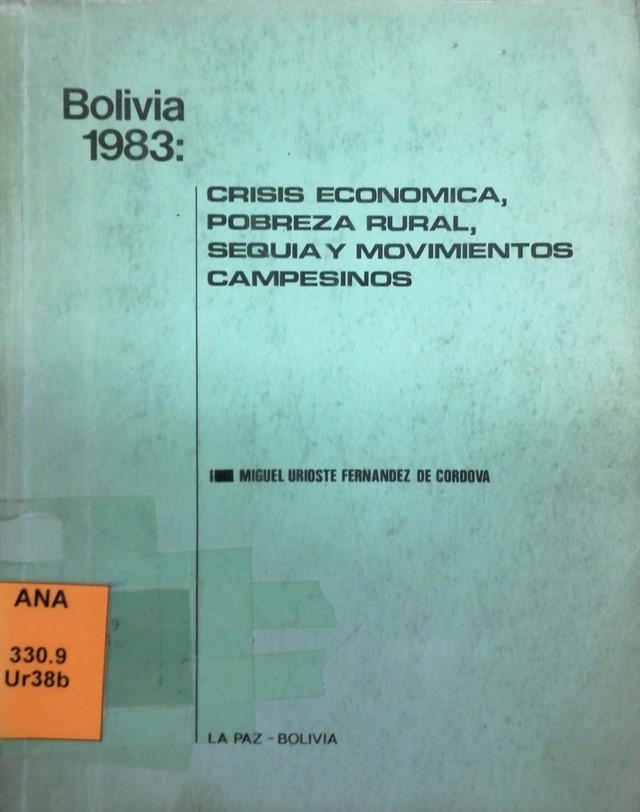 Bolivia
1983:
CRISIS ECONOMICA,
POBREZA RURAL,
SEQUIA Y MOVIMIENTOS
CAMPESINOS
MIGUEL URIOSTE FERNANDEZ DE CORDOVA
ANA
330.9
Ur38b
LA PAZ - BOLIVIA